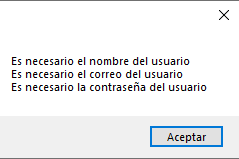 Es necesario el nombre del usuario
Es necesario el correo del usuario
Es necesario la contraseña del usuario
Aceptar